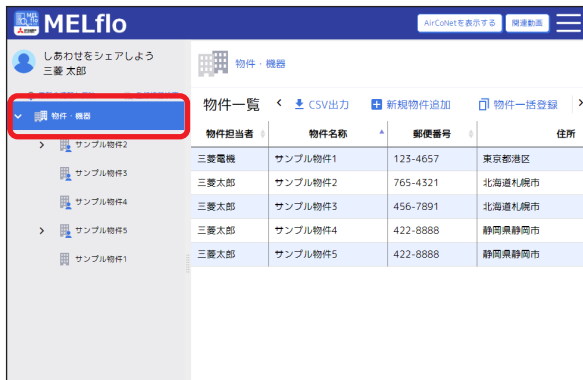 MELflo
AirCoNetを表示する
関連動画
しあわせをシェアしよう
三菱 太郎
物件・機器
物件・機器
サンプル物件2
サンプル物件3
サンプル物件4
サンプル物件5
サンプル物件1
物件一覧
CSV出力
新規物件追加
物件一括登録
物件担当者 物件名称 郵便番号 住所
三菱電機 サンプル物件1 123-4657 東京都港区
三菱太郎 サンプル物件2 765-4321 北海道札幌市
三菱太郎 サンプル物件3 456-7891 北海道札幌市
三菱太郎 サンプル物件4 422-8888 静岡県静岡市
三菱太郎 サンプル物件5 422-8888 静岡県静岡市